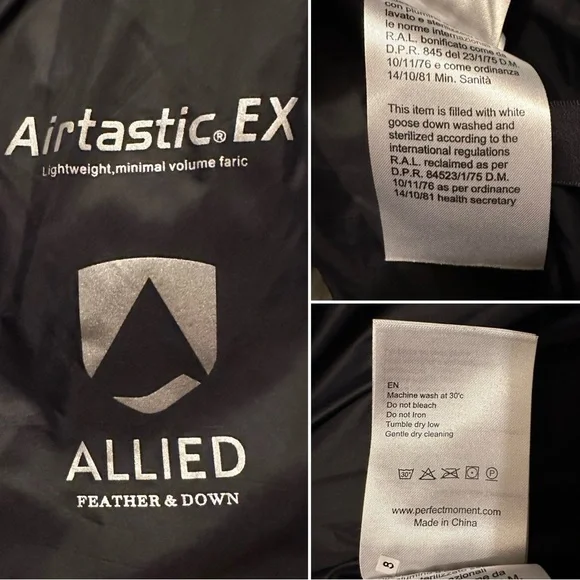 Airtastic® EX
Lightweight,minimal volume faric
ALLIED
FEATHER & DOWN
con piumino
lavato e steri
le norme internazion
R.A.L. bonificato come da
D.P.R. 845 del 23/1/75 D.M.
10/11/76 e come ordinanza
14/10/81 Min. Sanità
This item is filled with white
goose down washed and
sterilized according to the
international regulations
R.A.L. reclaimed as per
D.P.R. 84523/1/75 D.M.
10/11/76 as per ordinance
14/10/81 health secretary
EN
Machine wash at 30'c
Do not bleach
Do not Iron
Tumble dry low
Gentle dry cleaning
30°
P
www.perfectmoment.com
Made in China
8